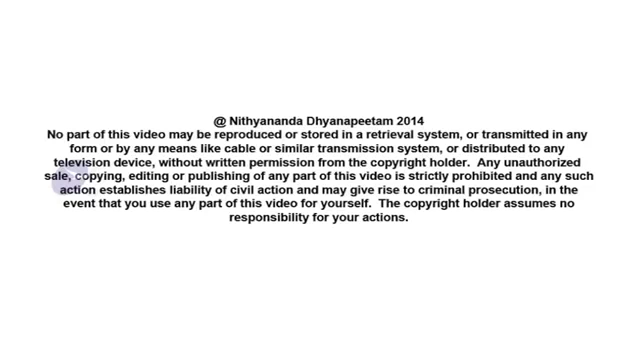 @ Nithyananda Dhyanapeetam 2014
No part of this video may be reproduced or stored in a retrieval system, or transmitted in any
form or by any means like cable or similar transmission system, or distributed to any
television device, without written permission from the copyright holder.  Any unauthorized
sale, copying, editing or publishing of any part of this video is strictly prohibited and any such
action establishes liability of civil action and may give rise to criminal prosecution, in the
event that you use any part of this video for yourself.  The copyright holder assumes no
responsibility for your actions.